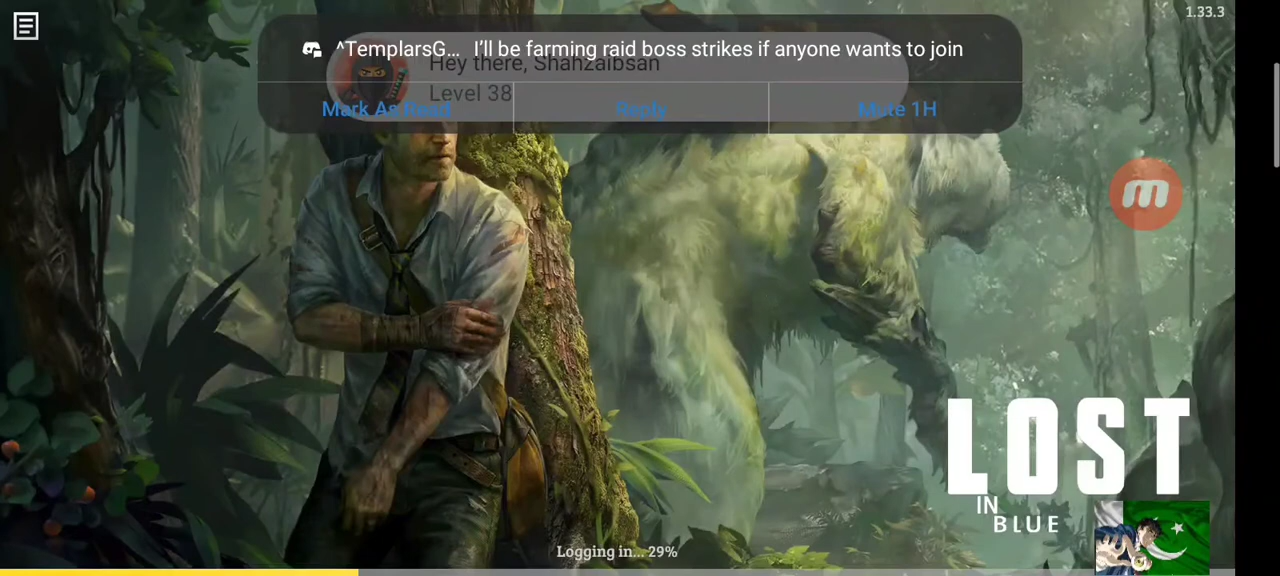 1.33.3
^TemplarsG... I'll be farming raid boss strikes if anyone wants to join
Hey there, Shahzaibsan
Level 38
Mark As Read Reply Mute 1H
LOST
IN
BLUE
Logging in... 29%